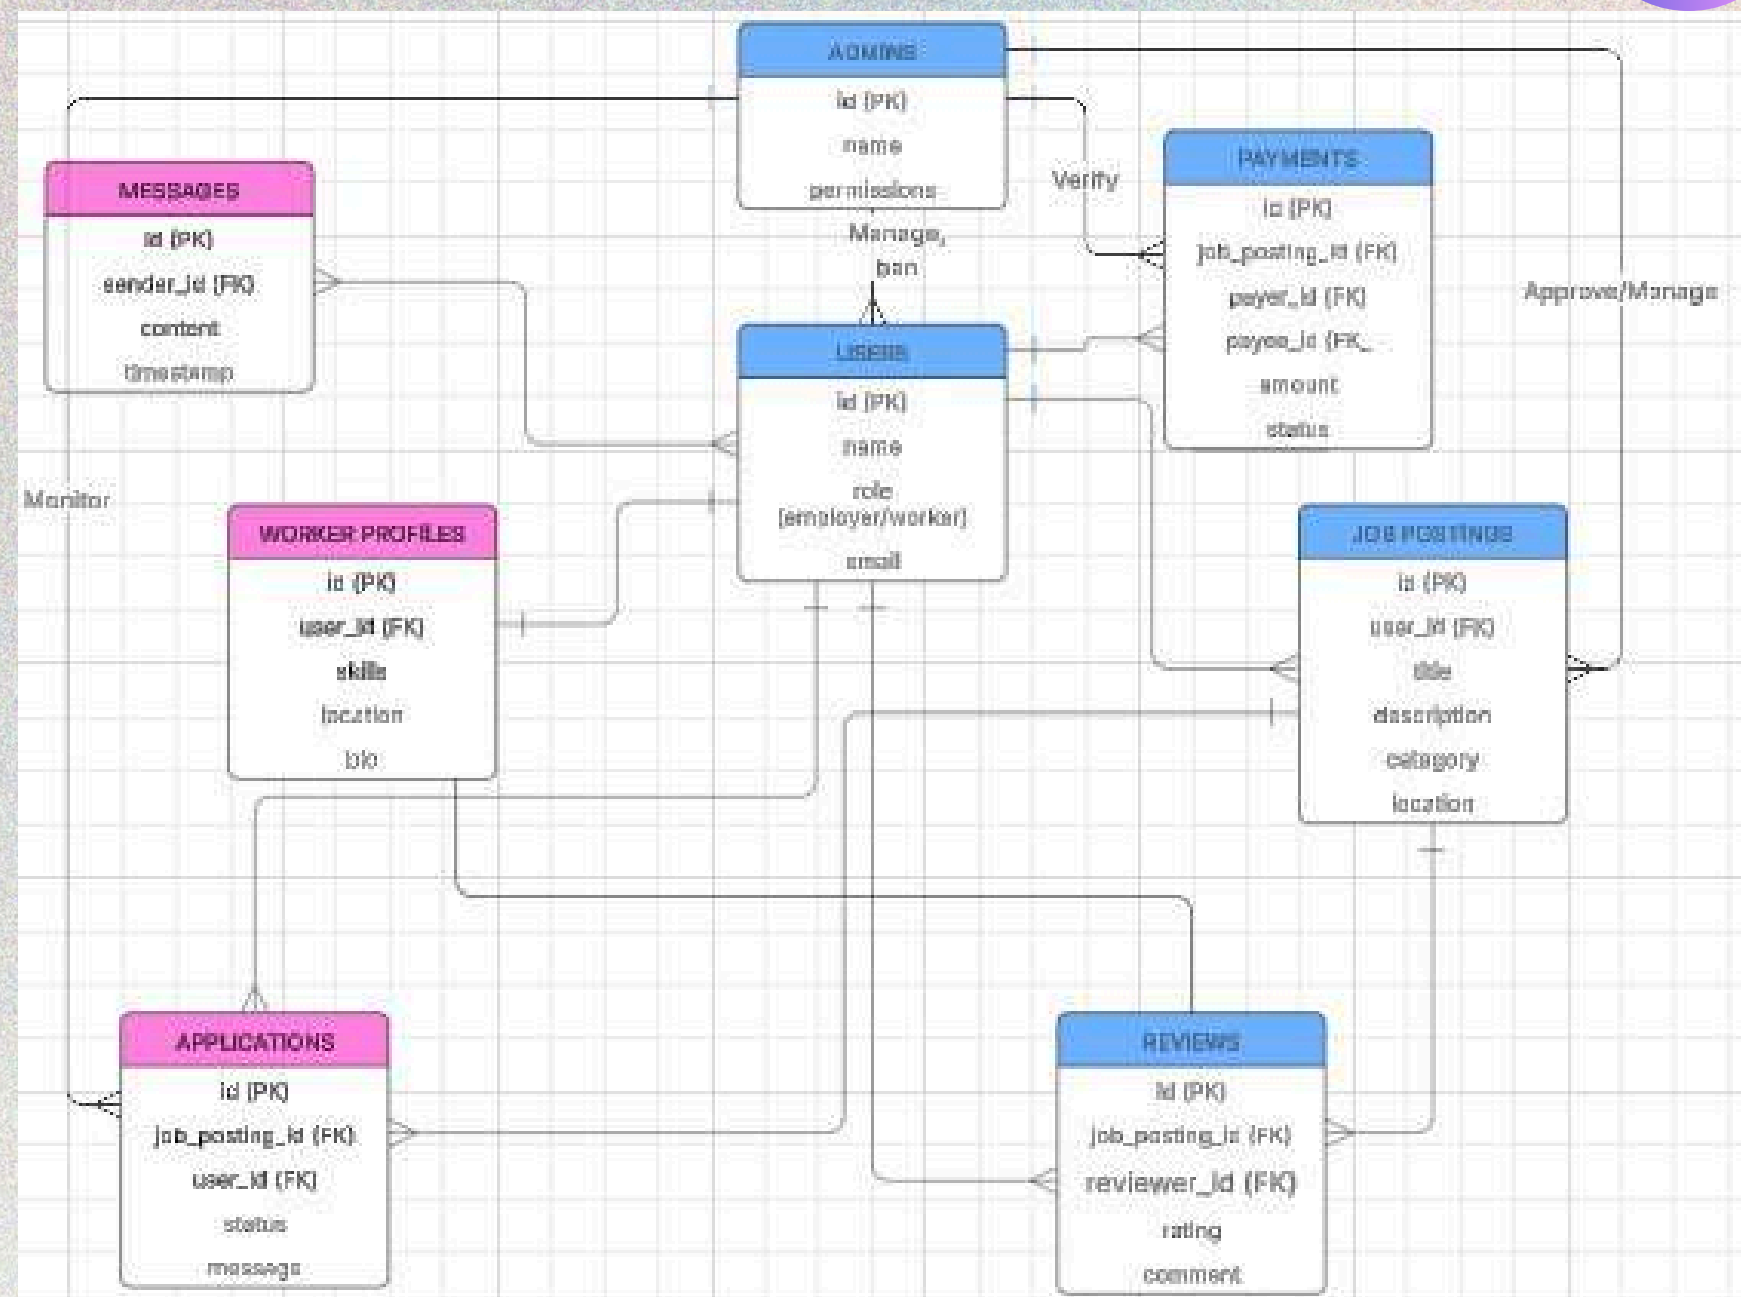 ADMINS
id (PK)
name
permissions
Manage,
ban
Verify
Approve/Manage
Monitor
MESSAGES
id (PK)
sender_id (FK)
content
timestamp
PAYMENTS
id (PK)
job_posting_id (FK)
payer_id (FK)
payee_id (FK_
amount
status
USERS
id (PK)
name
role
(employer/worker)
email
WORKER PROFILES
id (PK)
user_id (FK)
skills
location
bio
JOB POSTINGS
id (PK)
user_id (FK)
title
description
category
location
APPLICATIONS
id (PK)
job_posting_id (FK)
user_id (FK)
status
message
REVIEWS
id (PK)
job_posting_id (FK)
reviewer_id (FK)
rating
comment